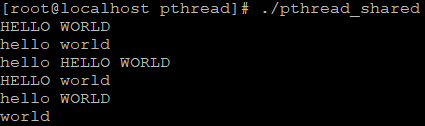 [root@localhost pthread]# ./pthread_shared
HELLO WORLD
hello world
hello HELLO WORLD
HELLO world
hello WORLD
world